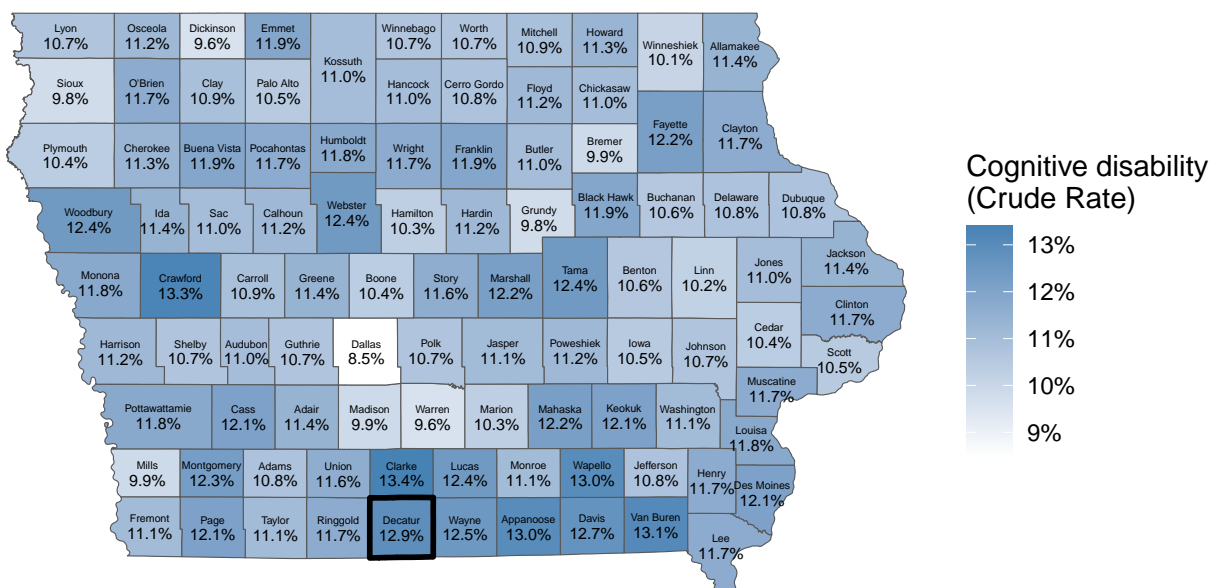 Lyon
10.7%
Osceola
11.2%
Dickinson
9.6%
Emmet
11.9%
Kossuth
11.0%
Winnebago
10.7%
Worth
10.7%
Mitchell
10.9%
Howard
11.3%
Winneshiek
10.1%
Allamakee
11.4%
Sioux
9.8%
O'Brien
11.7%
Clay
10.9%
Palo Alto
10.5%
Hancock
11.0%
Cerro Gordo
10.8%
Floyd
11.2%
Chickasaw
11.0%
Fayette
12.2%
Clayton
11.7%
Plymouth
10.4%
Cherokee
11.3%
Buena Vista
11.9%
Pocahontas
11.7%
Humboldt
11.8%
Wright
11.7%
Franklin
11.9%
Butler
11.0%
Bremer
9.9%
Woodbury
12.4%
Ida
11.4%
Sac
11.0%
Calhoun
11.2%
Webster
12.4%
Hamilton
10.3%
Hardin
11.2%
Grundy
9.8%
Black Hawk
11.9%
Buchanan
10.6%
Delaware
10.8%
Dubuque
10.8%
Monona
11.8%
Crawford
13.3%
Carroll
10.9%
Greene
11.4%
Boone
10.4%
Story
11.6%
Marshall
12.2%
Tama
12.4%
Benton
10.6%
Linn
10.2%
Jones
11.0%
Jackson
11.4%
Clinton
11.7%
Harrison
11.2%
Shelby
10.7%
Audubon
11.0%
Guthrie
10.7%
Dallas
8.5%
Polk
10.7%
Jasper
11.1%
Poweshiek
11.2%
Iowa
10.5%
Johnson
10.7%
Cedar
10.4%
Scott
10.5%
Muscatine
11.7%
Pottawattamie
11.8%
Cass
12.1%
Adair
11.4%
Madison
9.9%
Warren
9.6%
Marion
10.3%
Mahaska
12.2%
Keokuk
12.1%
Washington
11.1%
Louisa
11.8%
Mills
9.9%
Montgomery
12.3%
Adams
10.8%
Union
11.6%
Clarke
13.4%
Lucas
12.4%
Monroe
11.1%
Wapello
13.0%
Jefferson
10.8%
Henry
11.7%
Des Moines
12.1%
Fremont
11.1%
Page
12.1%
Taylor
11.1%
Ringgold
11.7%
Decatur
12.9%
Wayne
12.5%
Appanoose
13.0%
Davis
12.7%
Van Buren
13.1%
Lee
11.7%
Cognitive disability
(Crude Rate)
13%
12%
11%
10%
9%